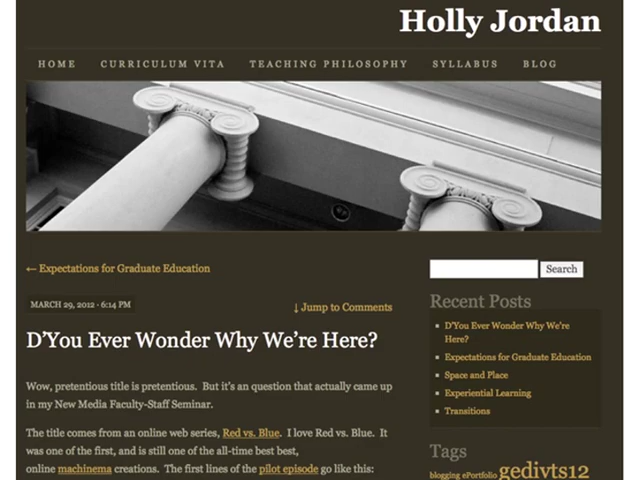 Holly Jordan
HOME CURRICULUM VITA TEACHING PHILOSOPHY SYLLABUS BLOG
← Expectations for Graduate Education
MARCH 29, 2012 · 6:14 PM
↓ Jump to Comments
D'You Ever Wonder Why We're Here?
Wow, pretentious title is pretentious. But it's an question that actually came up
in my New Media Faculty-Staff Seminar.
The title comes from an online web series, Red vs. Blue. I love Red vs. Blue. It
was one of the first, and is still one of the all-time best best,
online machinema creations. The first lines of the pilot episode go like this:
Search
Recent Posts
D'You Ever Wonder Why We're
Here?
Expectations for Graduate Education
Space and Place
Experiential Learning
Transitions
Tags
blogging ePortfolio gedivts12